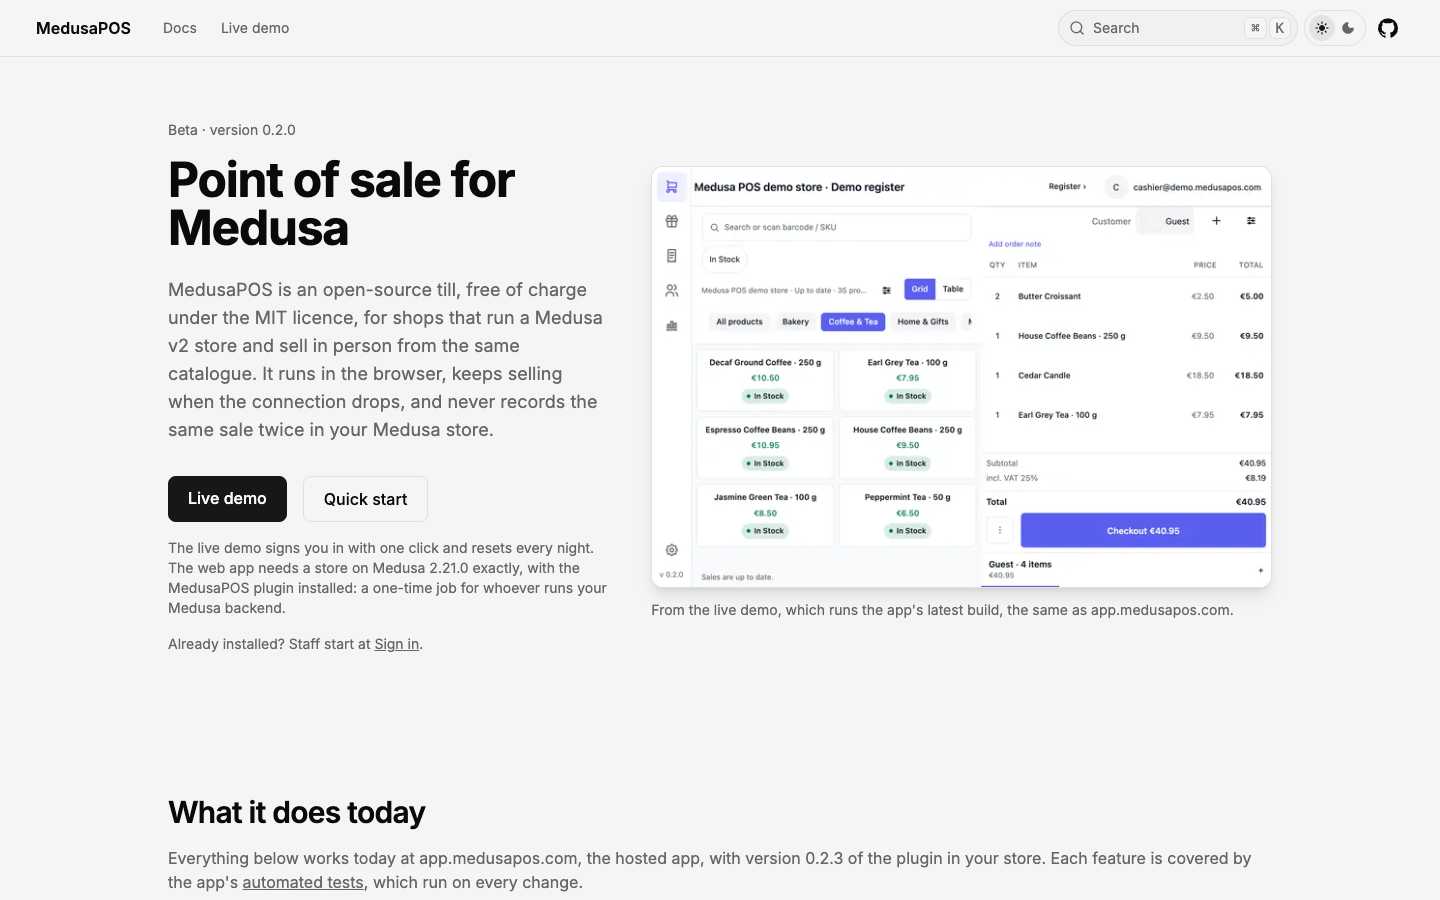 MedusaPOS
Docs
Live demo
Search
⌘ K
Beta · version 0.2.0
Point of sale for
Medusa
MedusaPOS is an open-source till, free of charge
under the MIT licence, for shops that run a Medusa
v2 store and sell in person from the same
catalogue. It runs in the browser, keeps selling
when the connection drops, and never records the
same sale twice in your Medusa store.
Live demo
Quick start
The live demo signs you in with one click and resets every night.
The web app needs a store on Medusa 2.21.0 exactly, with the
MedusaPOS plugin installed: a one-time job for whoever runs your
Medusa backend.
Already installed? Staff start at Sign in.
Medusa POS demo store · Demo register
Register ›
C
cashier@demo.medusapos.com
Search or scan barcode / SKU
In Stock
Medusa POS demo store · Up to date · 35 pro...
Grid
Table
All products
Bakery
Coffee & Tea
Home & Gifts
Decaf Ground Coffee · 250 g
€10.50
In Stock
Earl Grey Tea · 100 g
€7.95
In Stock
Espresso Coffee Beans · 250 g
€10.95
In Stock
House Coffee Beans · 250 g
€9.50
In Stock
Jasmine Green Tea · 100 g
€8.50
In Stock
Peppermint Tea · 50 g
€6.50
In Stock
v 0.2.0
Sales are up to date.
Customer
Guest
+
Add order note
QTY ITEM PRICE TOTAL
2 Butter Croissant €2.50 €5.00
1 House Coffee Beans · 250 g €9.50 €9.50
1 Cedar Candle €18.50 €18.50
1 Earl Grey Tea · 100 g €7.95 €7.95
Subtotal €40.95
incl. VAT 25% €8.19
Total €40.95
Checkout €40.95
Guest · 4 items
€40.95
+
From the live demo, which runs the app's latest build, the same as app.medusapos.com.
What it does today
Everything below works today at app.medusapos.com, the hosted app, with version 0.2.3 of the plugin in your store. Each feature is covered by
the app's automated tests, which run on every change.